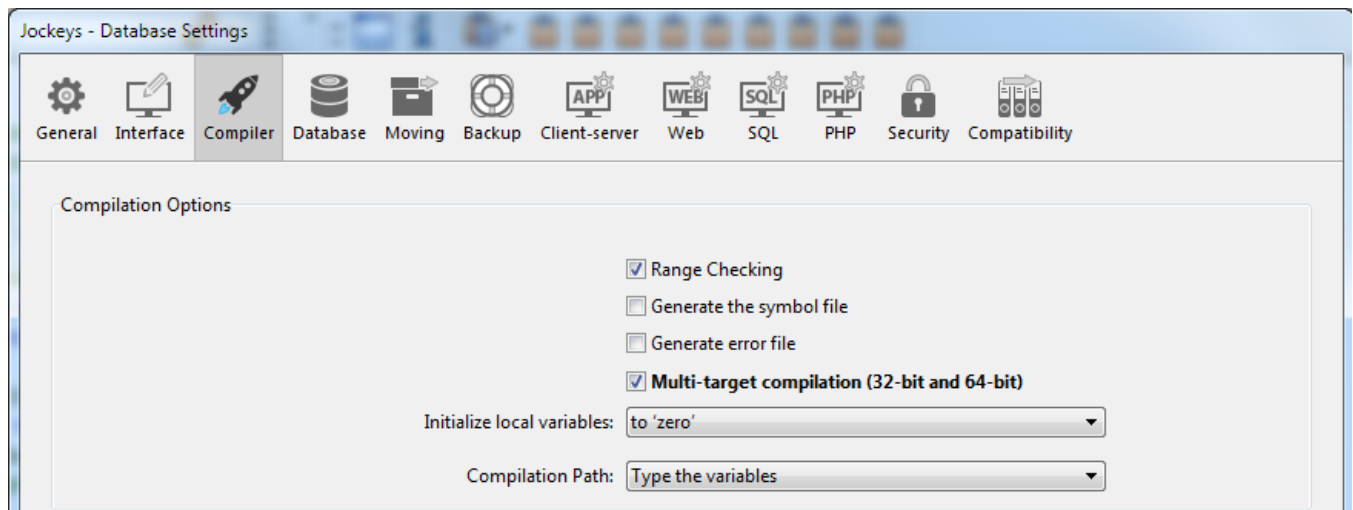 Jockeys - Database Settings
APP WEB SQL PHP
General Interface Compiler Database Moving Backup Client-server Web SQL PHP Security Compatibility
Compilation Options
Range Checking
Generate the symbol file
Generate error file
Multi-target compilation (32-bit and 64-bit)
Initialize local variables: to ‘zero’
Compilation Path: Type the variables